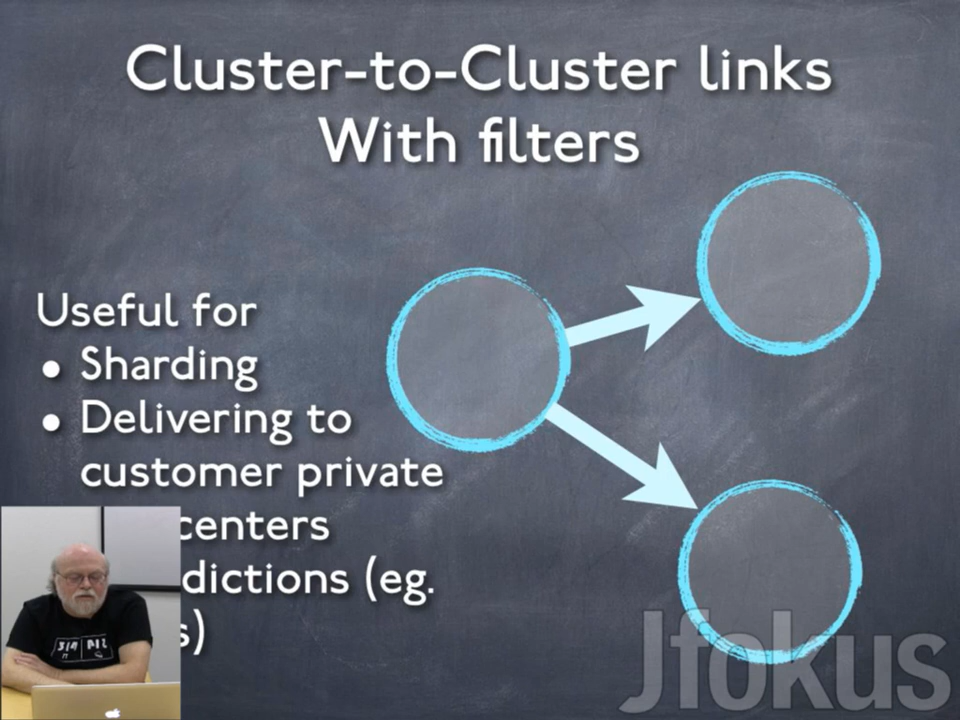 Cluster-to-Cluster links
With filters
Useful for
• Sharding
• Delivering to
customer private
centers
dictions (eg.
s)
Jfokus